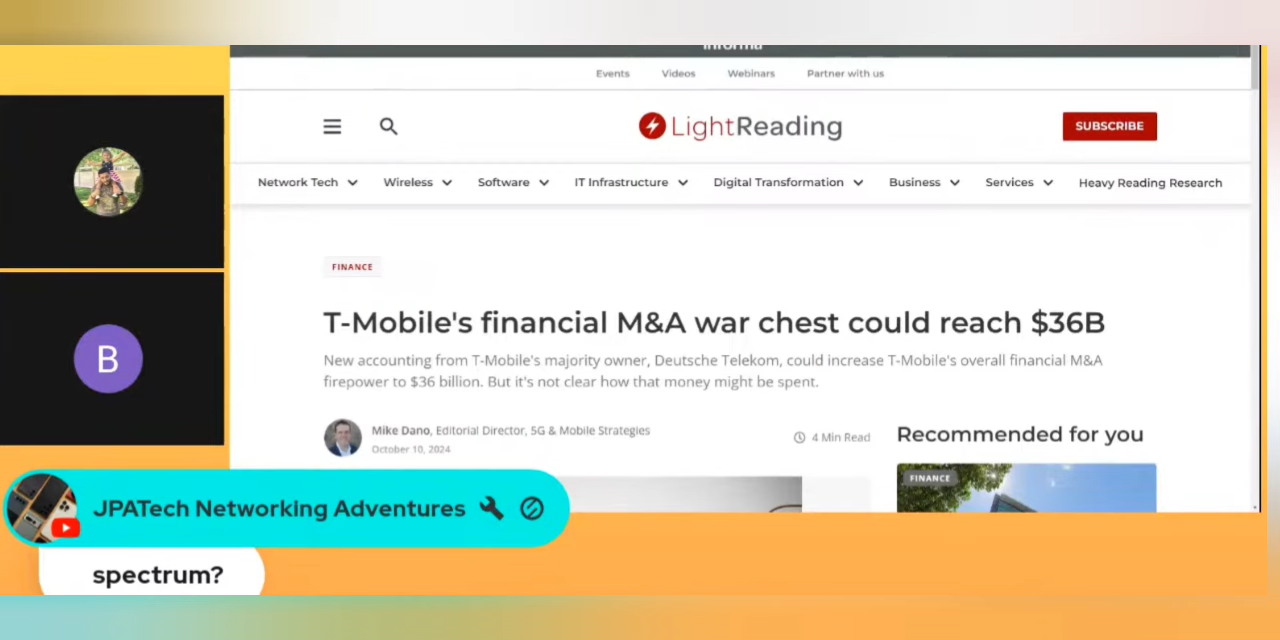 informa
Events Videos Webinars Partner with us
LightReading
SUBSCRIBE
Network Tech Wireless Software IT Infrastructure Digital Transformation Business Services Heavy Reading Research
FINANCE
T-Mobile's financial M&A war chest could reach $36B
New accounting from T-Mobile's majority owner, Deutsche Telekom, could increase T-Mobile's overall financial M&A
firepower to $36 billion. But it's not clear how that money might be spent.
B
Mike Dano, Editorial Director, 5G & Mobile Strategies
October 10, 2024
4 Min Read
Recommended for you
FINANCE
JPATech Networking Adventures
spectrum?